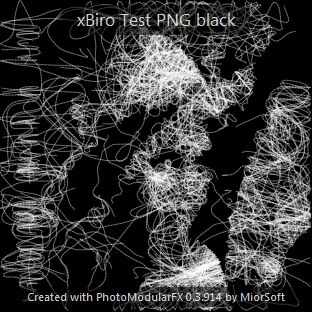 xBiro Test PNG black
Created with PhotoModularFX 0.3.914 by MiorSoft